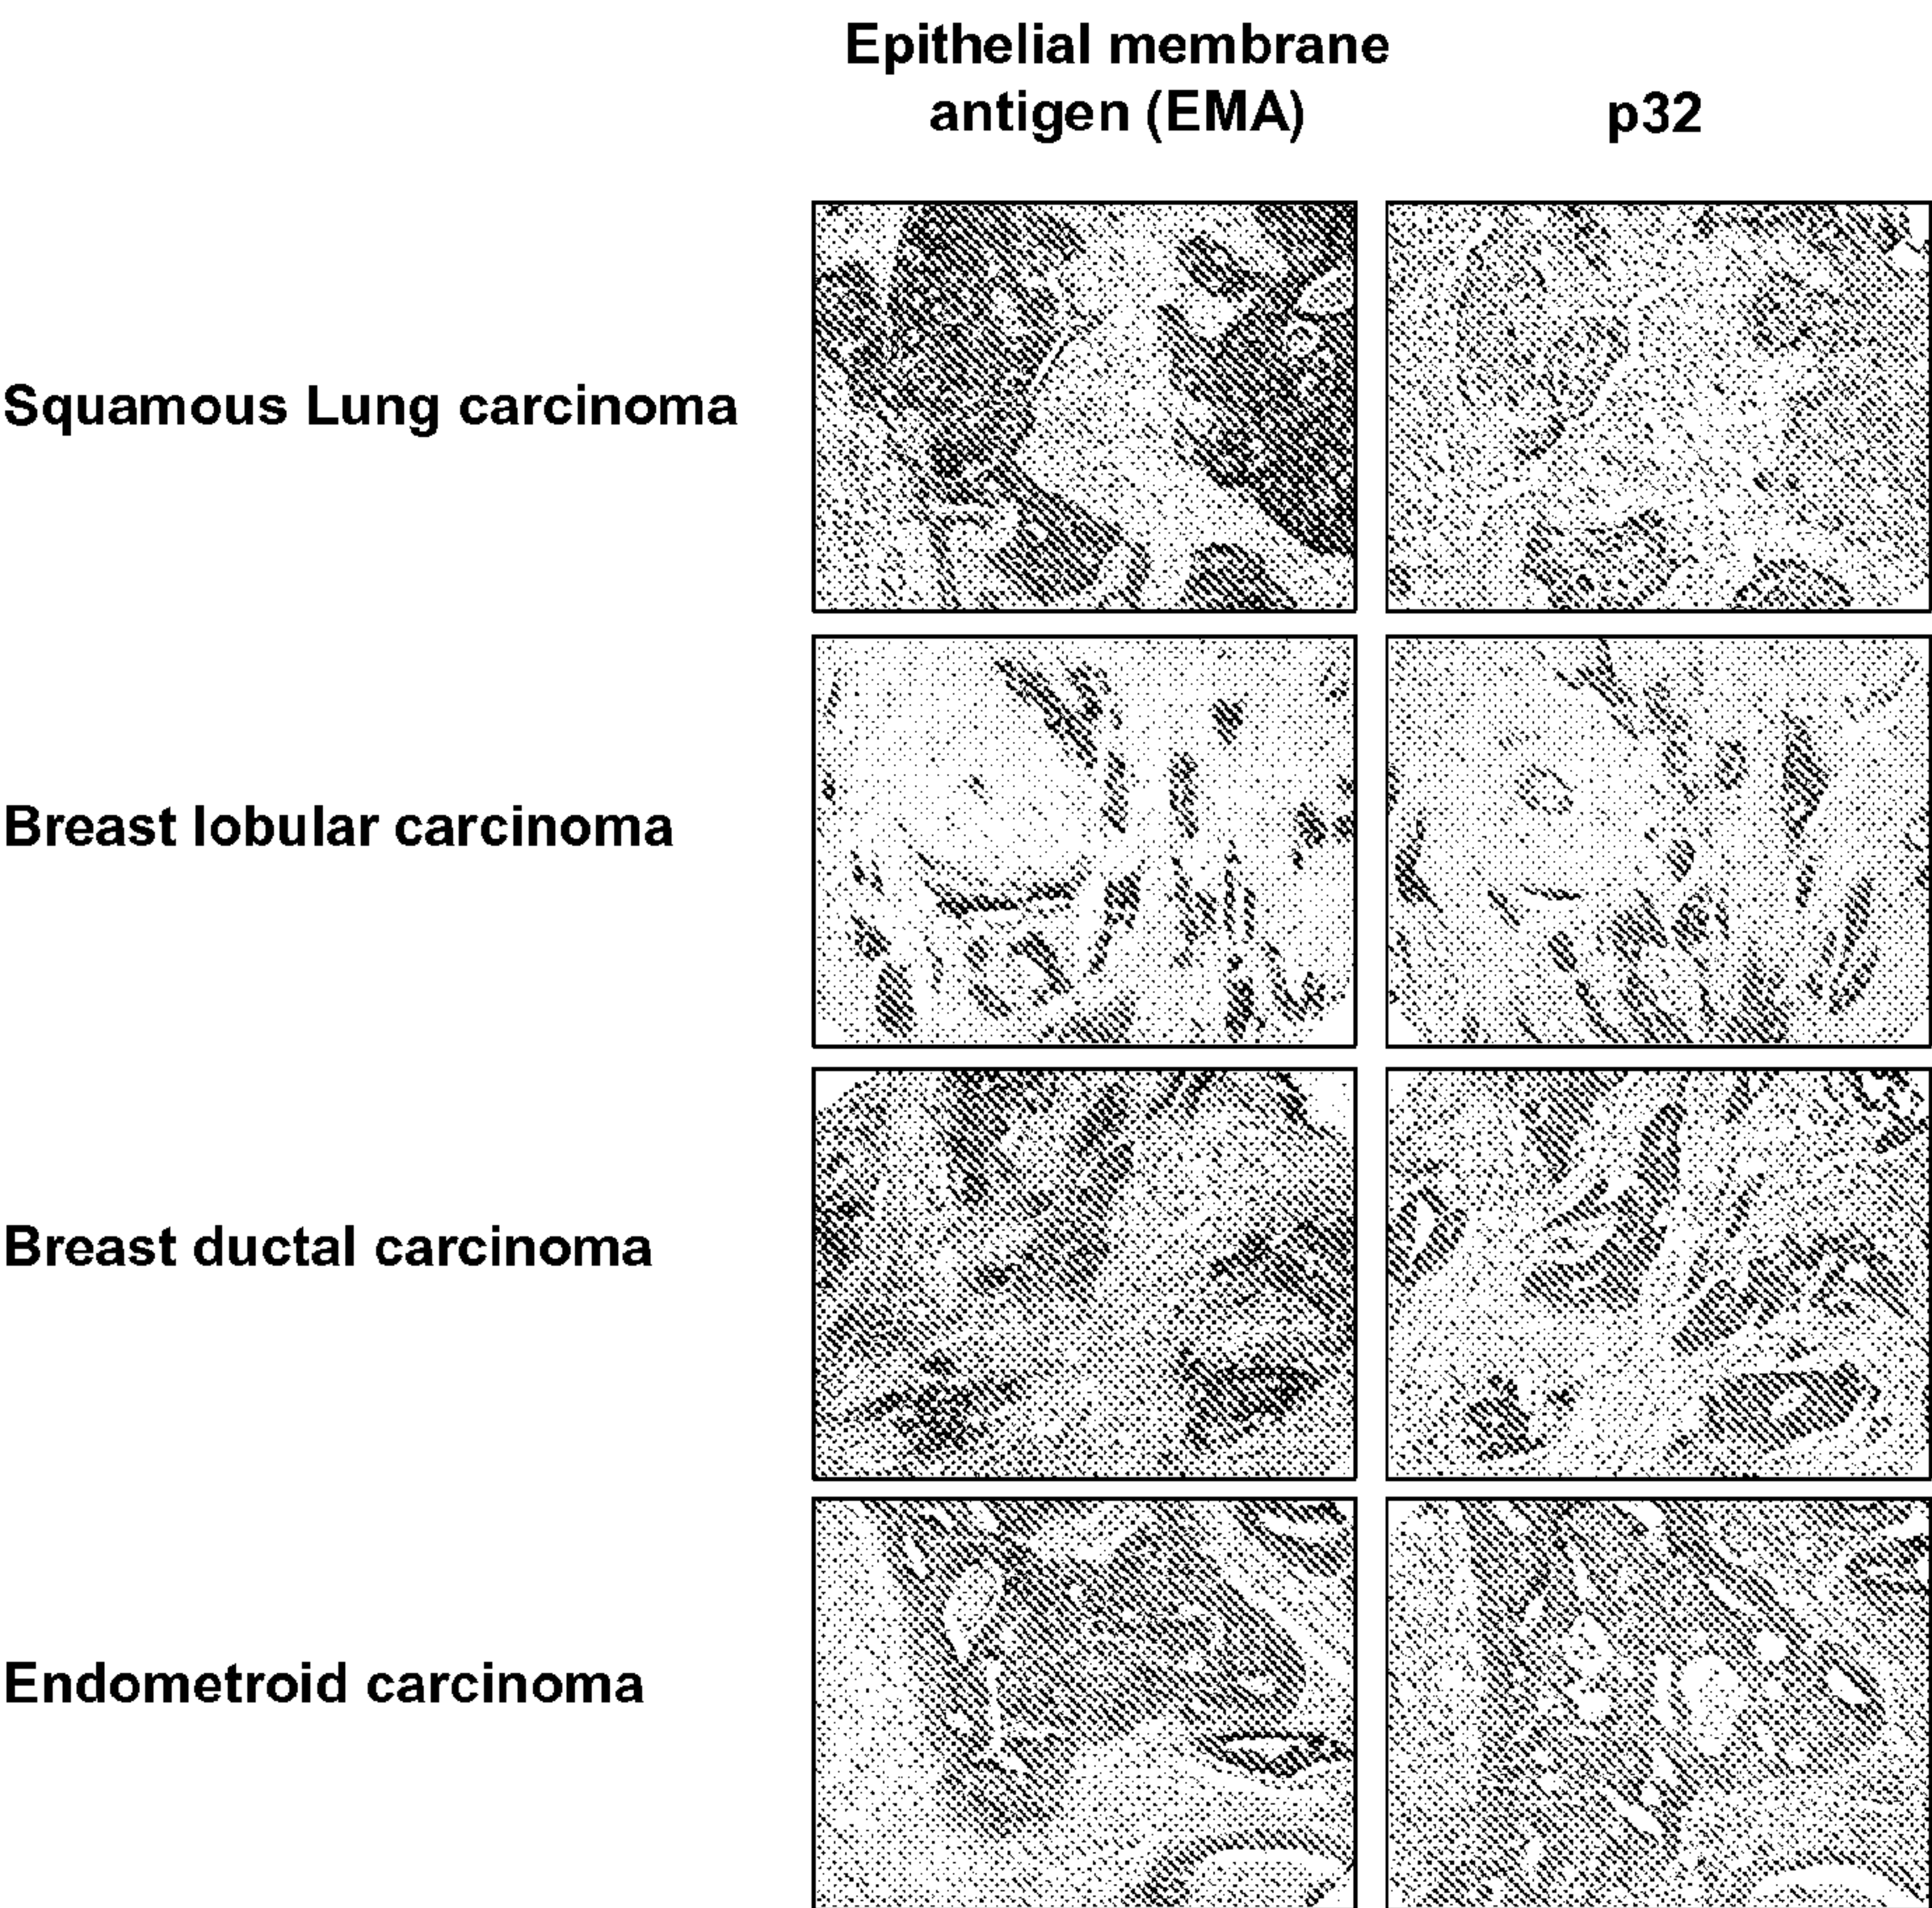 Epithelial membrane
antigen (EMA)
p32
Squamous Lung carcinoma
Breast lobular carcinoma
Breast ductal carcinoma
Endometroid carcinoma